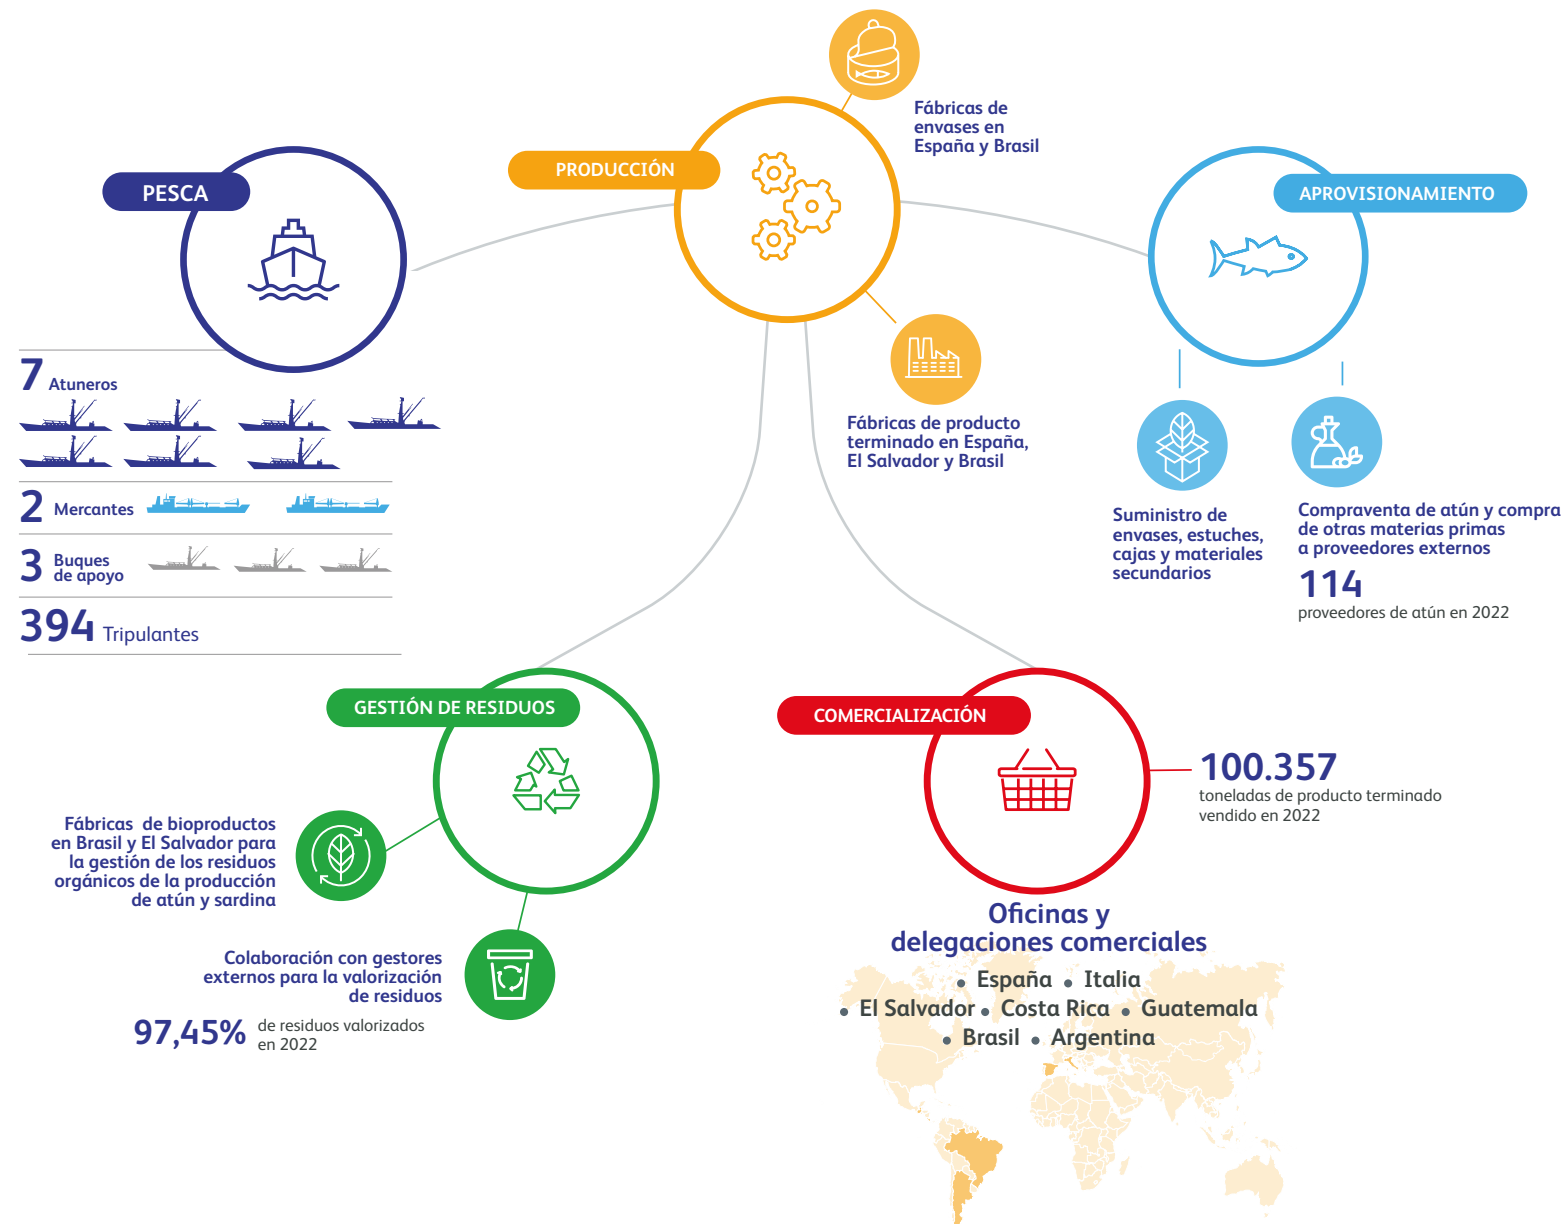 PESCA
7 Atuneros
2 Mercantes
3 Buques
de apoyo
394 Tripulantes
PRODUCCIÓN
Fábricas de
envases en
España y Brasil
Fábricas de producto
terminado en España,
El Salvador y Brasil
APROVISIONAMIENTO
Suministro de
envases, estuches,
cajas y materiales
secundarios
Compraventa de atún y compra
de otras materias primas
a proveedores externos
114
proveedores de atún en 2022
GESTIÓN DE RESIDUOS
Fábricas de bioproductos
en Brasil y El Salvador para
la gestión de los residuos
orgánicos de la producción
de atún y sardina
Colaboración con gestores
externos para la valorización
de residuos
97,45% de residuos valorizados
en 2022
COMERCIALIZACIÓN
100.357
toneladas de producto terminado
vendido en 2022
Oficinas y
delegaciones comerciales
• España • Italia
• El Salvador • Costa Rica • Guatemala
• Brasil • Argentina